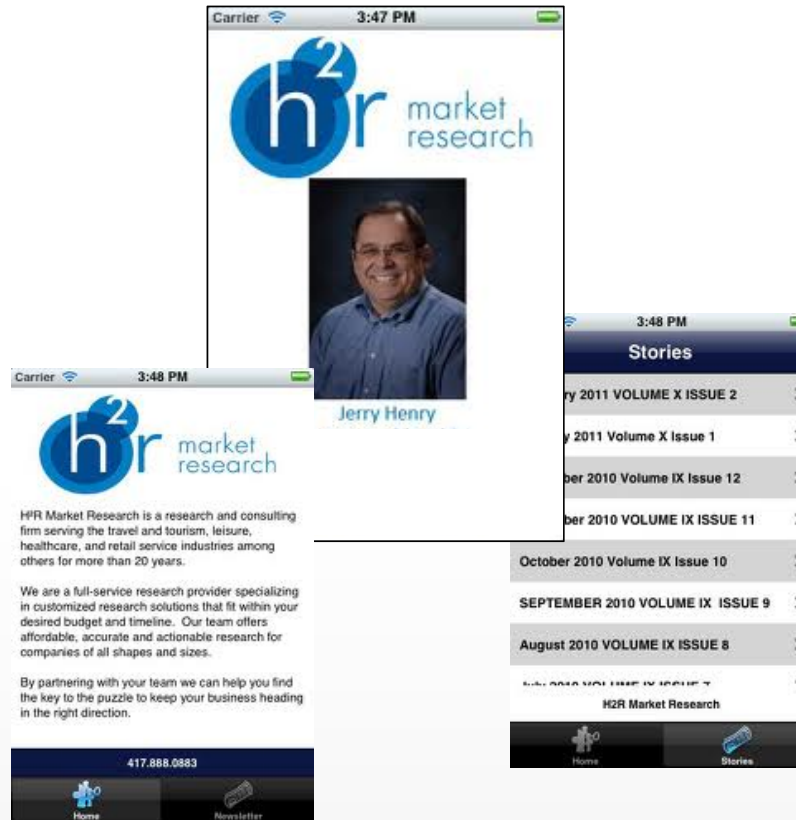 Carrier 3:47 PM
h2r market
research
Jerry Henry
Carrier 3:48 PM
h2r market
research
H²R Market Research is a research and consulting
firm serving the travel and tourism, leisure,
healthcare, and retail service industries among
others for more than 20 years.
We are a full-service research provider specializing
in customized research solutions that fit within your
desired budget and timeline. Our team offers
affordable, accurate and actionable research for
companies of all shapes and sizes.
By partnering with your team we can help you find
the key to the puzzle to keep your business heading
in the right direction.
417.888.0883
Home Newsletter
3:48 PM
Stories
2011 VOLUME X ISSUE 2
2011 Volume X Issue 1
2010 Volume IX Issue 12
2010 VOLUME IX ISSUE 11
October 2010 Volume IX Issue 10
SEPTEMBER 2010 VOLUME IX ISSUE 9
August 2010 VOLUME IX ISSUE 8
H2R Market Research
Home Stories